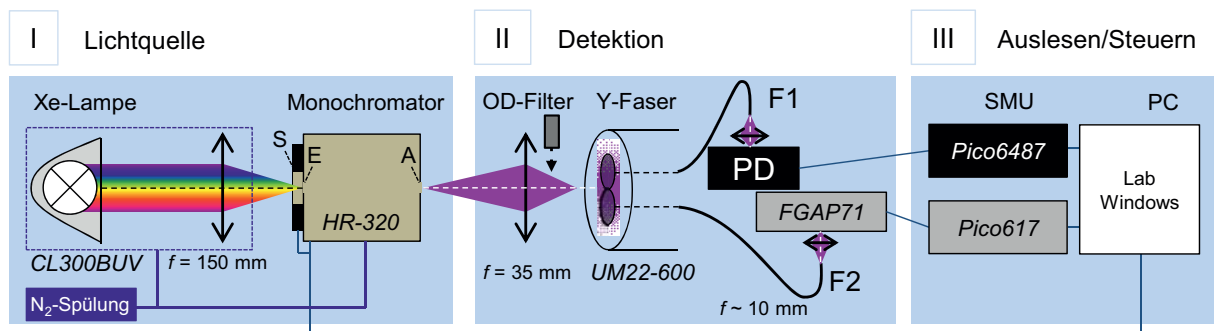 I Lichtquelle
Xe-Lampe
Monochromator
S
E
A
HR-320
CL300BUV
f = 150 mm
N₂-Spülung
II Detektion
OD-Filter
Y-Faser
F1
PD
FGAP71
f = 35 mm
UM22-600
F2
f ~ 10 mm
III Auslesen/Steuern
SMU
PC
Pico6487
Pico617
Lab
Windows